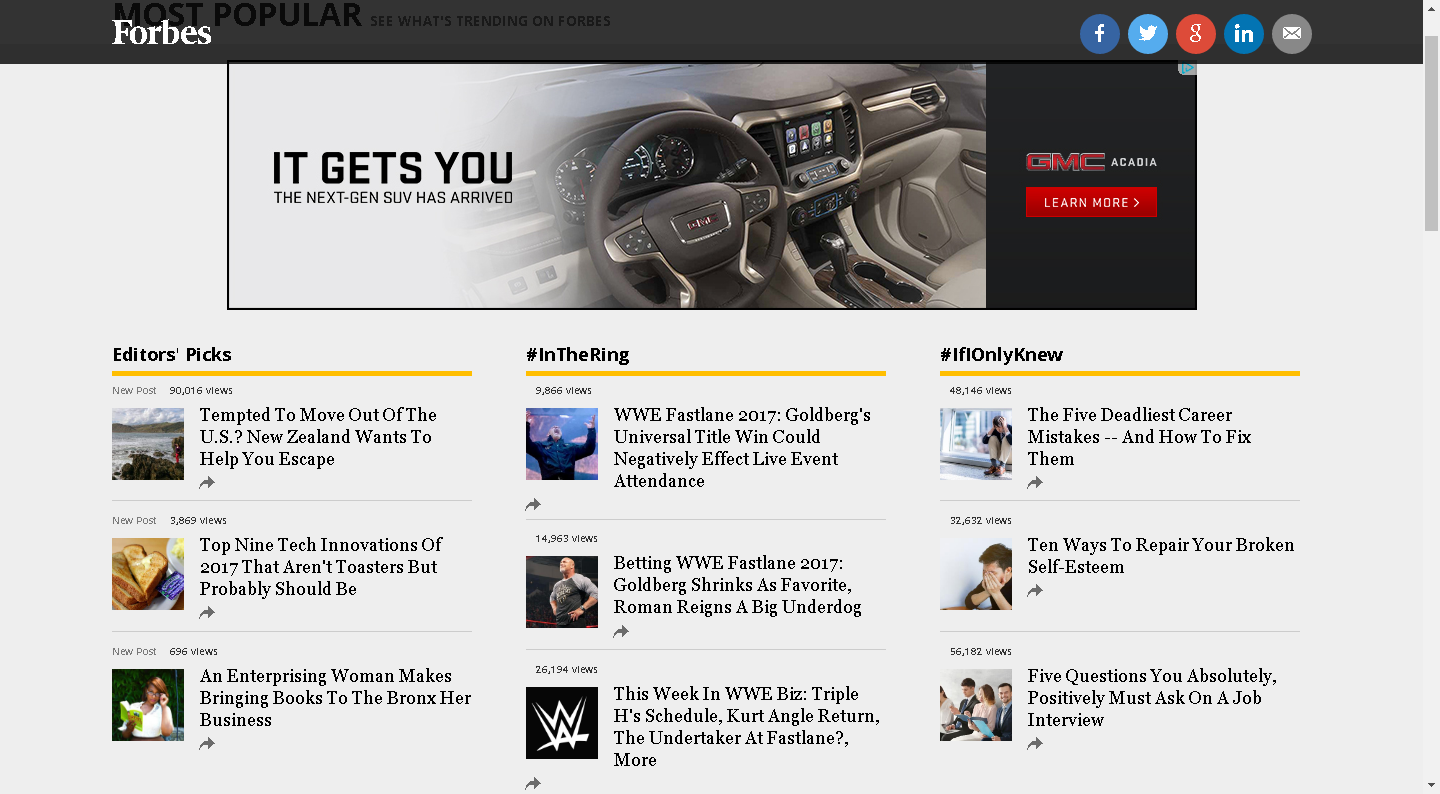 MOST POPULAR SEE WHAT'S TRENDING ON FORBES
Forbes
IT GETS YOU
THE NEXT-GEN SUV HAS ARRIVED
GMC
GMC ACADIA
LEARN MORE >
Editors' Picks
New Post 90,016 views
Tempted To Move Out Of The
U.S.? New Zealand Wants To
Help You Escape
New Post 3,869 views
Top Nine Tech Innovations Of
2017 That Aren't Toasters But
Probably Should Be
New Post 696 views
An Enterprising Woman Makes
Bringing Books To The Bronx Her
Business
#InTheRing
9,866 views
WWE Fastlane 2017: Goldberg's
Universal Title Win Could
Negatively Effect Live Event
Attendance
14,963 views
Betting WWE Fastlane 2017:
Goldberg Shrinks As Favorite,
Roman Reigns A Big Underdog
26,194 views
This Week In WWE Biz: Triple
H's Schedule, Kurt Angle Return,
The Undertaker At Fastlane?,
More
#IfIOnlyKnew
48,146 views
The Five Deadliest Career
Mistakes -- And How To Fix
Them
32,632 views
Ten Ways To Repair Your Broken
Self-Esteem
56,182 views
Five Questions You Absolutely,
Positively Must Ask On A Job
Interview